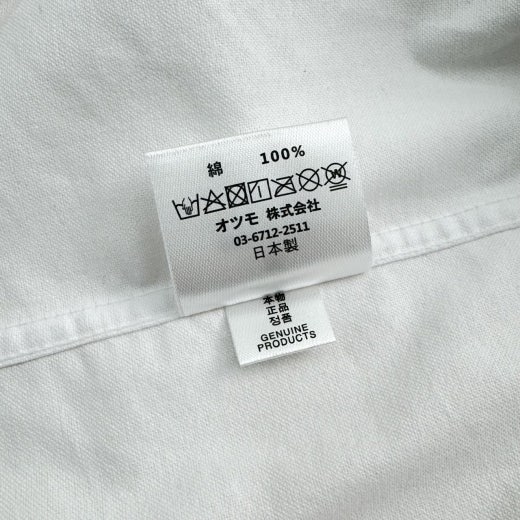 綿 100%
オツモ 株式会社
03-6712-2511
日本製
本物
正品
정품
GENUINE
PRODUCTS